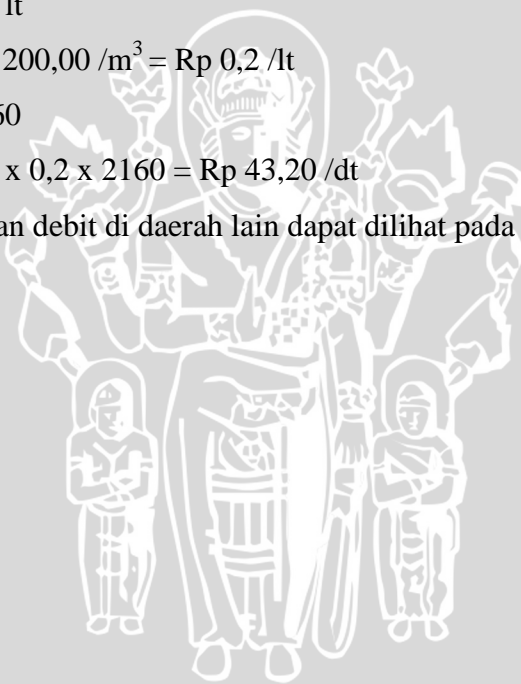 lt
200,00 /m³ = Rp 0,2 /lt
60
x 0,2 x 2160 = Rp 43,20 /dt
an debit di daerah lain dapat dilihat pada